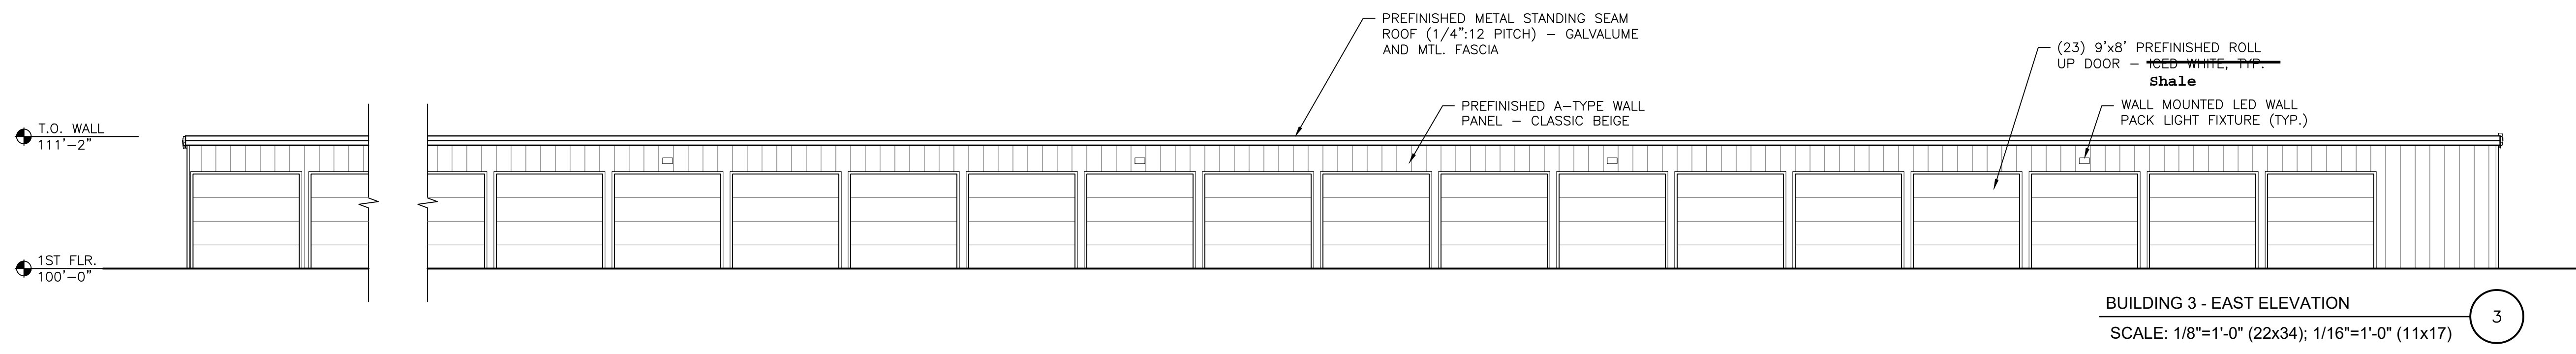 PREFINISHED METAL STANDING SEAM
ROOF (1/4":12 PITCH) – GALVALUME
AND MTL. FASCIA
(23) 9'x8' PREFINISHED ROLL
UP DOOR – ICED WHITE, TYP.
Shale
PREFINISHED A–TYPE WALL
PANEL – CLASSIC BEIGE
WALL MOUNTED LED WALL
PACK LIGHT FIXTURE (TYP.)
T.O. WALL
111'–2"
1ST FLR.
100'–0"
BUILDING 3 - EAST ELEVATION
3
SCALE: 1/8"=1'-0" (22x34); 1/16"=1'-0" (11x17)